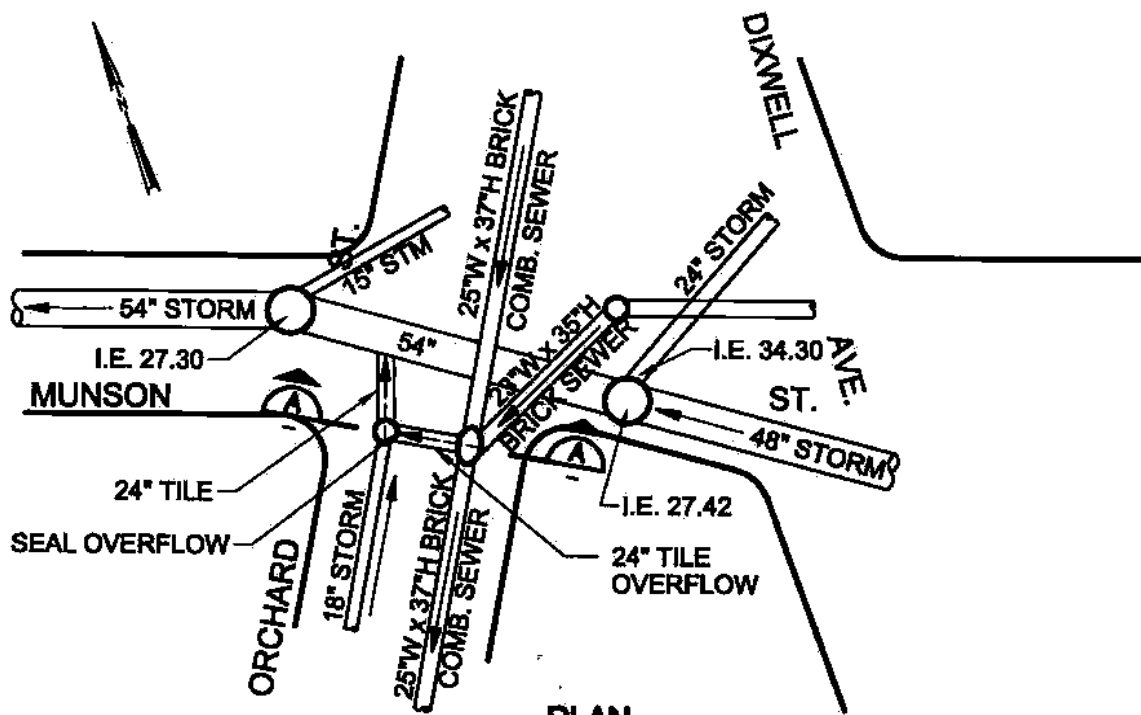 DIXWELL
AVE.
25"W x 37"H BRICK
COMB. SEWER
24" STORM
ST.
15" STM
54" STORM
54"
23"W x 35"H
BRICK SEWER
I.E. 34.30
I.E. 27.30
MUNSON
ST.
A
A
48" STORM
24" TILE
I.E. 27.42
SEAL OVERFLOW
24" TILE
OVERFLOW
18" STORM
ORCHARD
25"W x 37"H BRICK
COMB. SEWER
PLAN